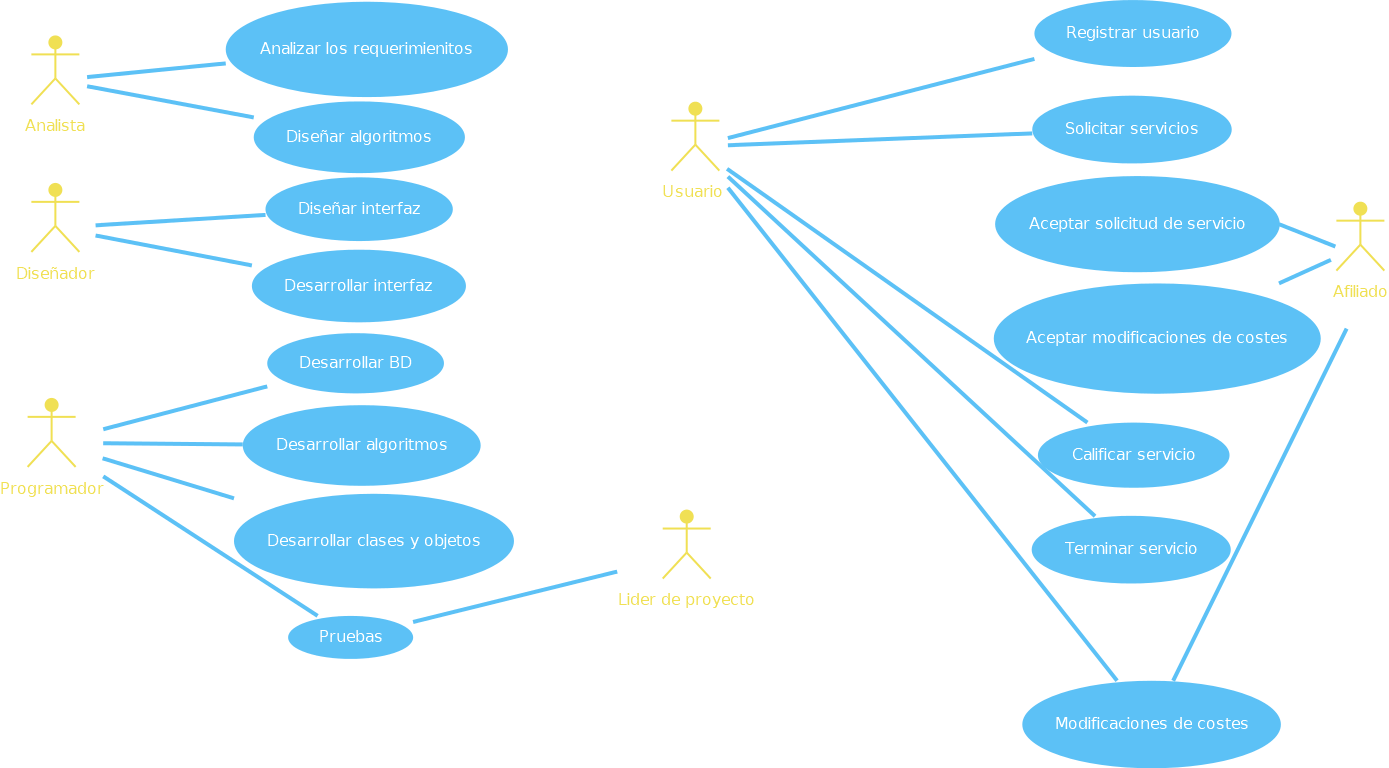 Analista
Analizar los requerimienitos
Diseñar algoritmos
Diseñador
Diseñar interfaz
Desarrollar interfaz
Programador
Desarrollar BD
Desarrollar algoritmos
Desarrollar clases y objetos
Pruebas
Lider de proyecto
Usuario
Registrar usuario
Solicitar servicios
Aceptar solicitud de servicio
Afiliado
Aceptar modificaciones de costes
Calificar servicio
Terminar servicio
Modificaciones de costes